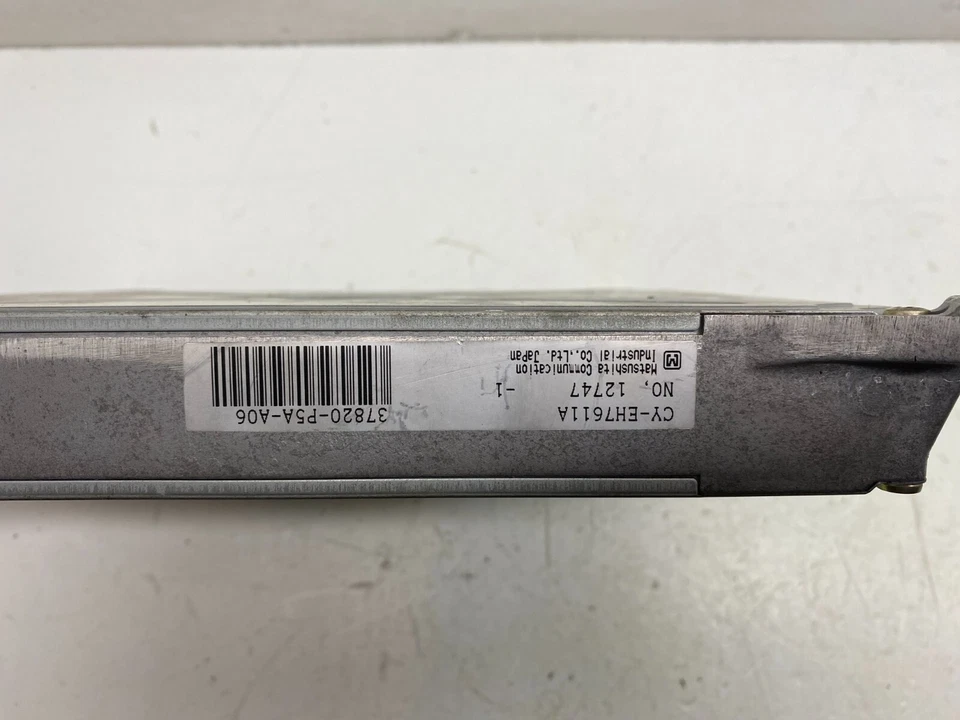 CY-EH7611A
-1
NO, 12747
Matsushita Communication
Industrial Co.,Ltd. JAPAN
M
37820-P5A-A06